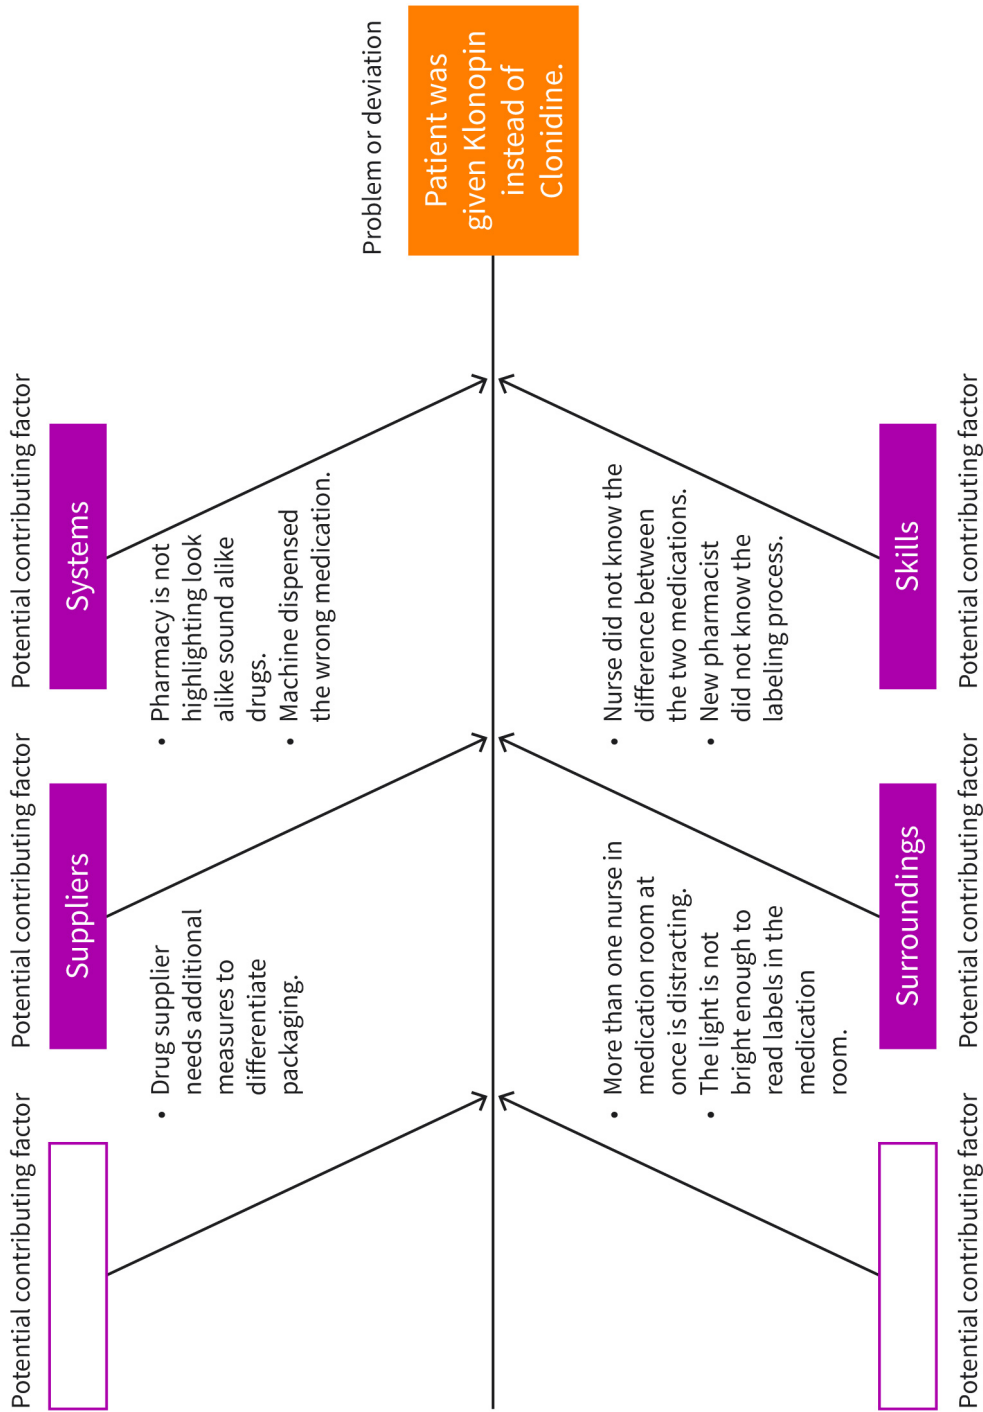 Potential contributing factor
Potential contributing factor
Suppliers
• Drug supplier
needs additional
measures to
differentiate
packaging.
Potential contributing factor
Systems
• Pharmacy is not
highlighting look
alike sound alike
drugs.
• Machine dispensed
the wrong medication.
Problem or deviation
Patient was
given Klonopin
instead of
Clonidine.
• More than one nurse in
medication room at
once is distracting.
• The light is not
bright enough to
read labels in the
medication
room.
Surroundings
Potential contributing factor
• Nurse did not know the
difference between
the two medications.
• New pharmacist
did not know the
labeling process.
Skills
Potential contributing factor
Potential contributing factor